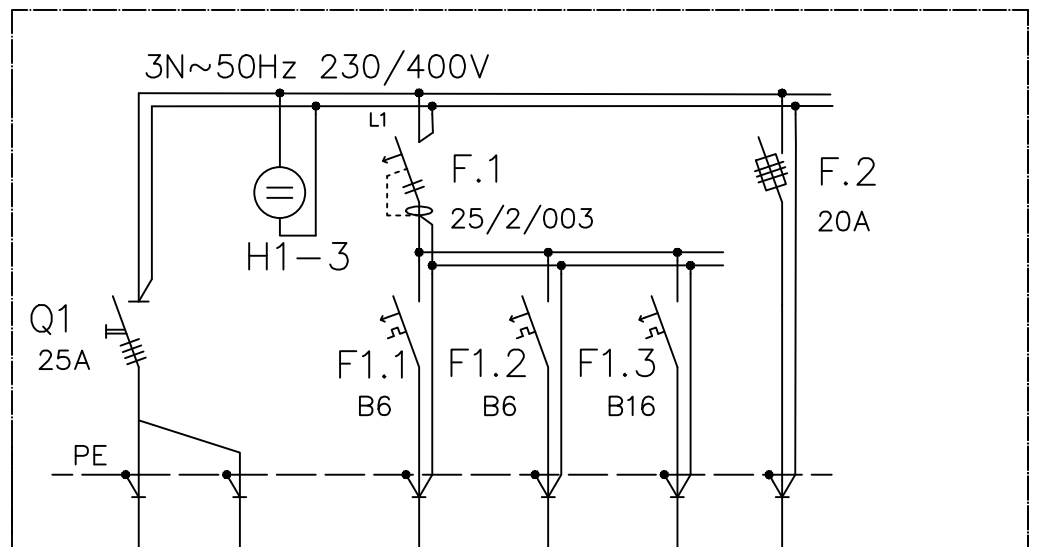 3N~50Hz 230/400V
L1
F.1
25/2/003
F.2
20A
H1-3
Q1
25A
F1.1
B6
F1.2
B6
F1.3
B16
PE